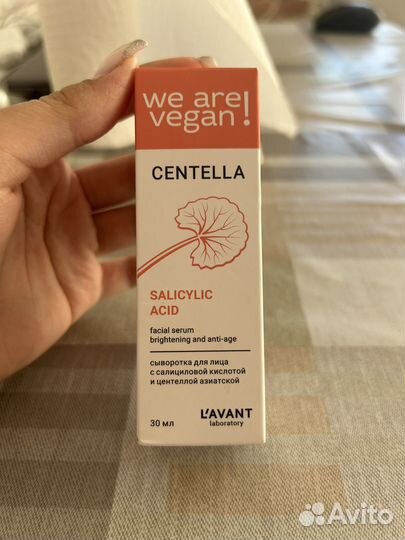 we are
vegan!
CENTELLA
SALICYLIC
ACID
facial serum
brightening and anti-age
сыворотка для лица
с салициловой кислотой
и центеллой азиатской
30 мл
L'AVANT
laboratory
Avito